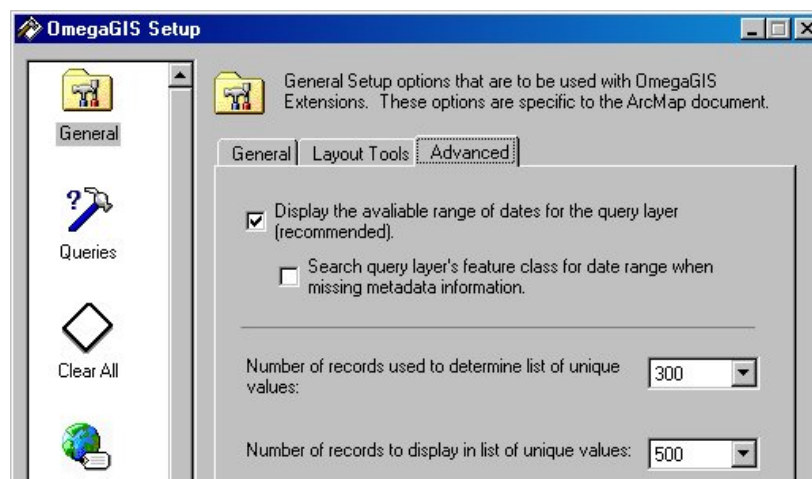 OmegaGIS Setup
General
Queries
Clear All
General Setup options that are to be used with OmegaGIS
Extensions. These options are specific to the ArcMap document.
General
Layout Tools
Advanced
Display the avaliable range of dates for the query layer
(recommended).
Search query layer's feature class for date range when
missing metadata information.
Number of records used to determine list of unique
values:
300
Number of records to display in list of unique values:
500